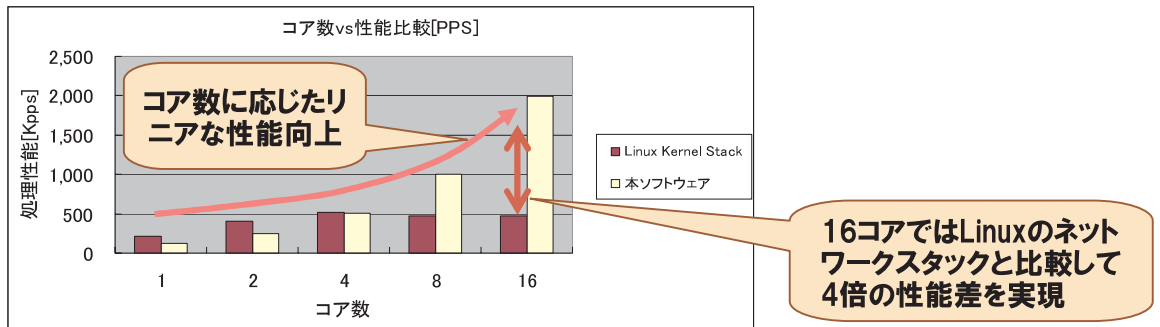 コア数vs性能比較[PPS]
処理性能[Kpps]
2,500
2,000
1,500
1,000
500
0
コア数に応じたリ
ニアな性能向上
1
2
4
8
16
コア数
Linux Kernel Stack
本ソフトウェア
16コアではLinuxのネット
ワークスタックと比較して
4倍の性能差を実現